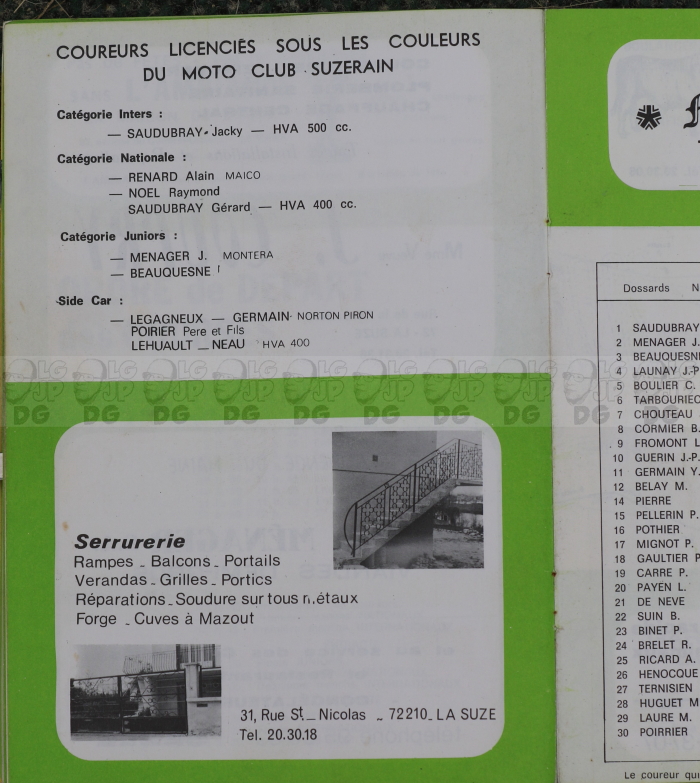 COUREURS LICENCIÉS SOUS LES COULEURS
DU MOTO CLUB SUZERAIN
Catégorie Inters :
— SAUDUBRAY Jacky — HVA 500 cc.
Catégorie Nationale :
— RENARD Alain MAICO
— NOEL Raymond
SAUDUBRAY Gérard — HVA 400 cc.
Catégorie Juniors :
— MENAGER J. MONTERA
— BEAUQUESNE
Side Car :
— LEGAGNEUX — GERMAIN NORTON PIRON
POIRIER Pere et Fils
LEHUAULT _ NEAU HVA 400
Serrurerie
Rampes _ Balcons _ Portails
Verandas _ Grilles _ Portics
Réparations _ Soudure sur tous métaux
Forge _ Cuves à Mazout
31, Rue St _ Nicolas _ 72210 _ LA SUZE
Tel. 20.30.18
Dossards N
1 SAUDUBRAY
2 MENAGER J.
3 BEAUQUESNE
4 LAUNAY J.-P
5 BOULIER C.
6 TARBOURIEC
7 CHOUTEAU
8 CORMIER B.
9 FROMONT L
10 GUERIN J.-P.
11 GERMAIN Y.
12 BELAY M.
14 PIERRE
15 PELLERIN P.
16 POTHIER
17 MIGNOT P.
18 GAULTIER P
19 CARRE P.
20 PAYEN L.
21 DE NEVE
22 SUIN B.
23 BINET P.
24 BRELET R.
25 RICARD A.
26 HENOCQUE
27 TERNISIEN
28 HUGUET M
29 LAURE M.
30 POIRRIER
Le coureur qui